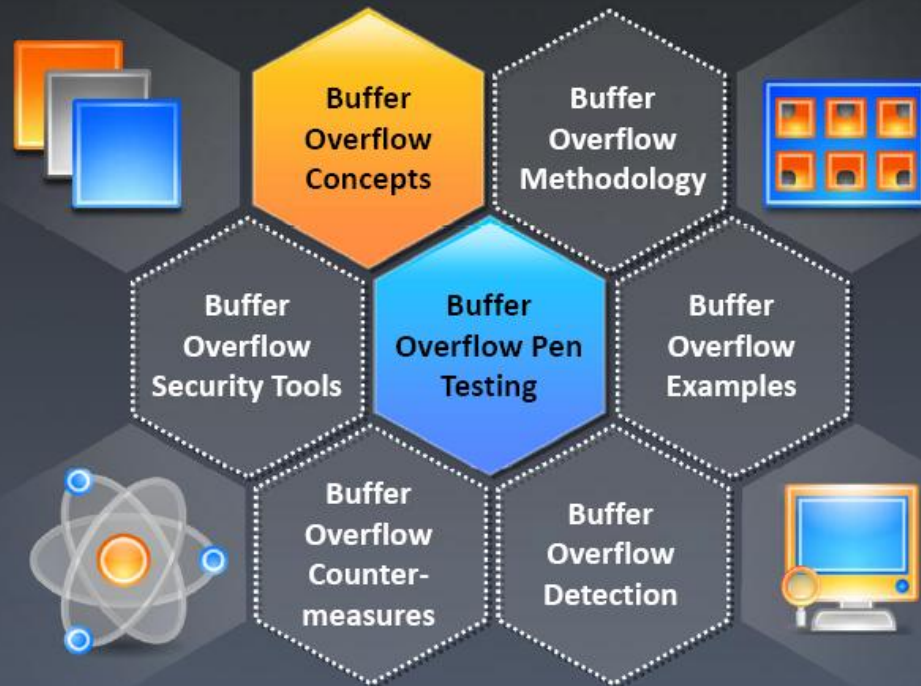 Buffer
Overflow
Concepts
Buffer
Overflow
Methodology
Buffer
Overflow
Security Tools
Buffer
Overflow Pen
Testing
Buffer
Overflow
Examples
Buffer
Overflow
Counter-
measures
Buffer
Overflow
Detection